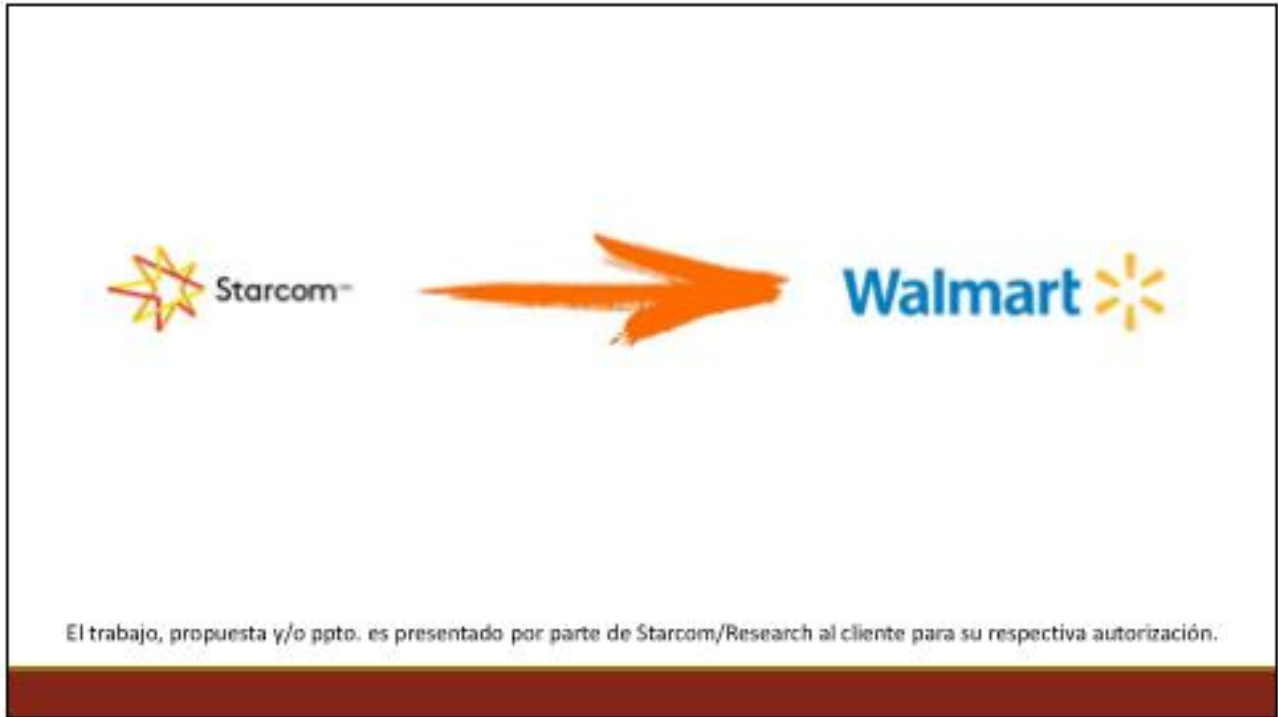 Starcom
Walmart
El trabajo, propuesta y/o ppto. es presentado por parte de Starcom/Research al cliente para su respectiva autorización.